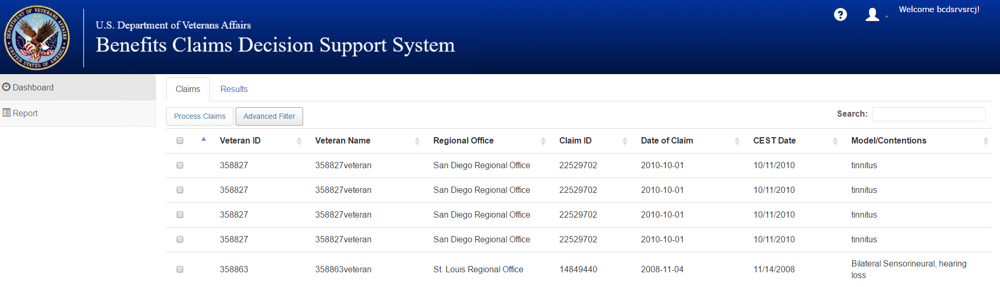 DEPARTMENT OF VETERANS AFFAIRS
UNITED STATES OF AMERICA
U.S. Department of Veterans Affairs
Benefits Claims Decision Support System
Welcome bcdsrvsrcj!
Dashboard
Report
Claims Results
Process Claims Advanced Filter Search:
Veteran ID Veteran Name Regional Office Claim ID Date of Claim CEST Date Model/Contentions
358827 358827veteran San Diego Regional Office 22529702 2010-10-01 10/11/2010 tinnitus
358827 358827veteran San Diego Regional Office 22529702 2010-10-01 10/11/2010 tinnitus
358827 358827veteran San Diego Regional Office 22529702 2010-10-01 10/11/2010 tinnitus
358827 358827veteran San Diego Regional Office 22529702 2010-10-01 10/11/2010 tinnitus
358863 358863veteran St. Louis Regional Office 14849440 2008-11-04 11/14/2008 Bilateral Sensorineural, hearing
loss